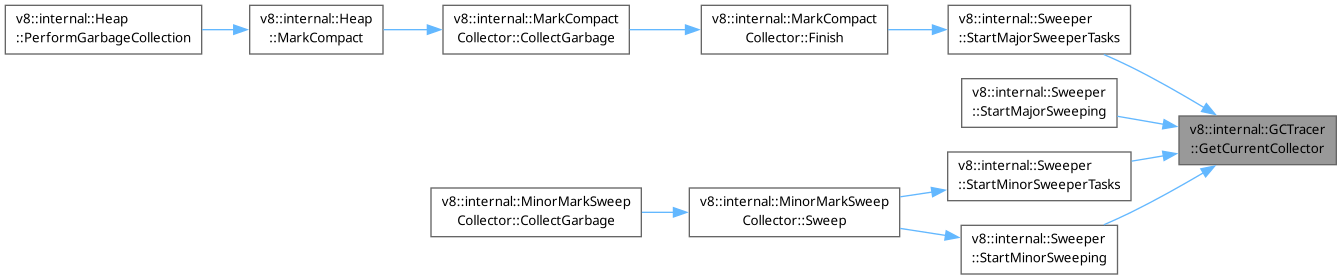 v8::internal::Heap
::PerformGarbageCollection
v8::internal::Heap
::MarkCompact
v8::internal::MarkCompact
Collector::CollectGarbage
v8::internal::MarkCompact
Collector::Finish
v8::internal::Sweeper
::StartMajorSweeperTasks
v8::internal::Sweeper
::StartMajorSweeping
v8::internal::GCTracer
::GetCurrentCollector
v8::internal::Sweeper
::StartMinorSweeperTasks
v8::internal::MinorMarkSweep
Collector::CollectGarbage
v8::internal::MinorMarkSweep
Collector::Sweep
v8::internal::Sweeper
::StartMinorSweeping